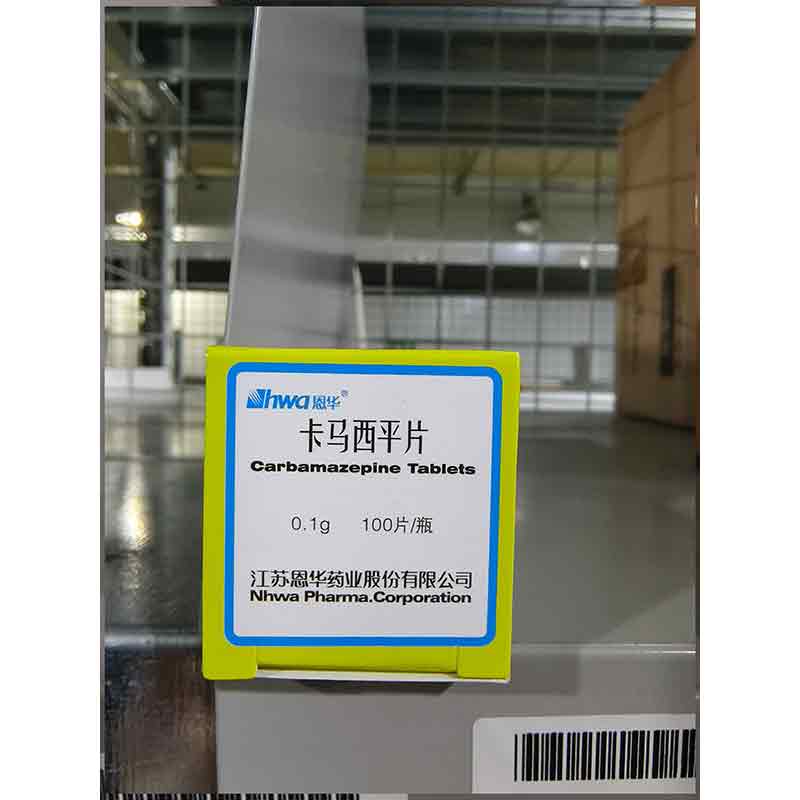 Nhwa恩华®
卡马西平片
Carbamazepine Tablets
0.1g 100片/瓶
江苏恩华药业股份有限公司
Nhwa Pharma.Corporation